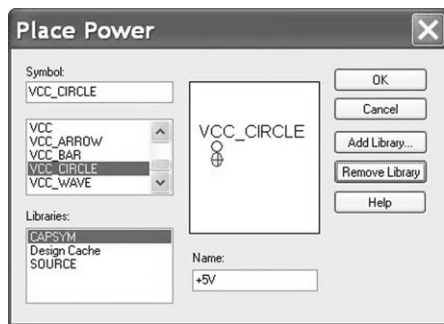 Place Power
Symbol:
VCC_CIRCLE
VCC
VCC_ARROW
VCC_BAR
VCC_CIRCLE
VCC_WAVE
Libraries:
CAPSYM
Design Cache
SOURCE
VCC_CIRCLE
Name:
+5V
OK
Cancel
Add Library...
Remove Library
Help